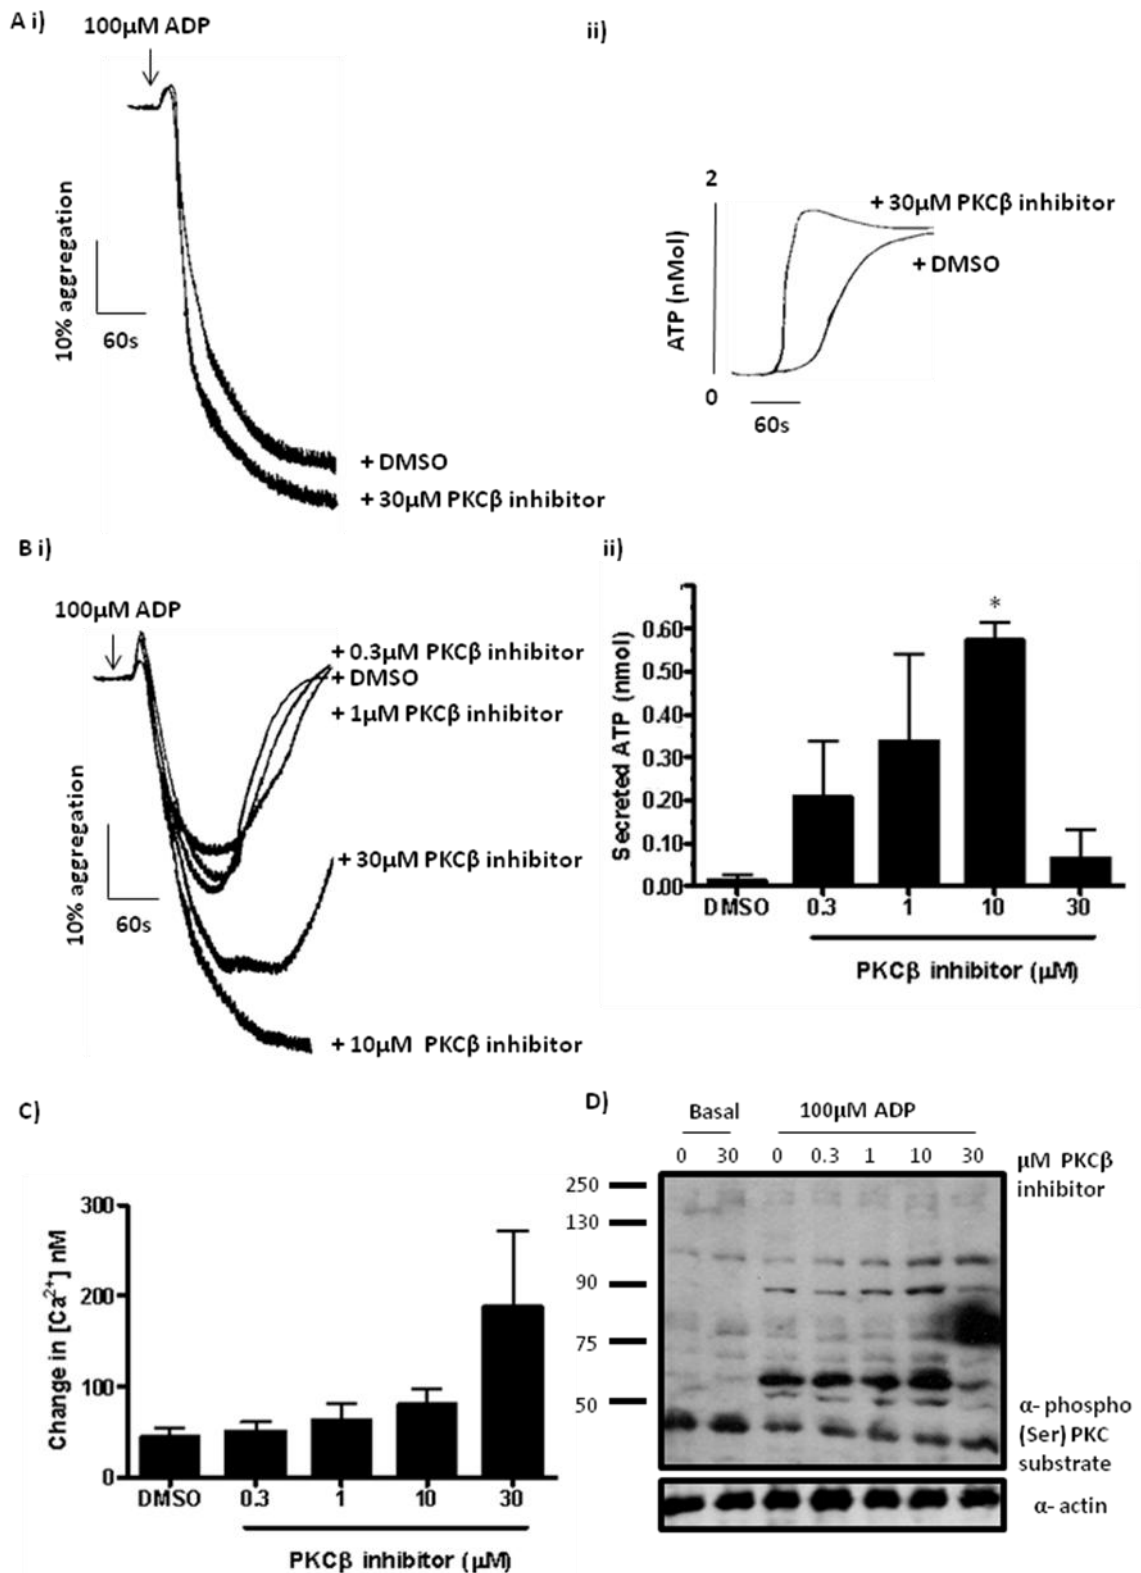 A i)
100μM ADP
10% aggregation
60s
+ DMSO
+ 30μM PKCβ inhibitor
ii)
2
ATP (nMol)
0
60s
+ 30μM PKCβ inhibitor
+ DMSO
B i)
100μM ADP
10% aggregation
60s
+ 0.3μM PKCβ inhibitor
+ DMSO
+ 1μM PKCβ inhibitor
+ 30μM PKCβ inhibitor
+ 10μM PKCβ inhibitor
ii)
Secreted ATP (nmol)
0.60
0.50
0.40
0.30
0.20
0.10
0.00
*
DMSO 0.3 1 10 30
PKCβ inhibitor (μM)
C)
Change in [Ca²⁺] nM
300
200
100
0
DMSO 0.3 1 10 30
PKCβ inhibitor (μM)
D)
Basal 100μM ADP
0 30 0 0.3 1 10 30 μM PKCβ
inhibitor
250
130
90
75
50
α- phospho
(Ser) PKC
substrate
α- actin